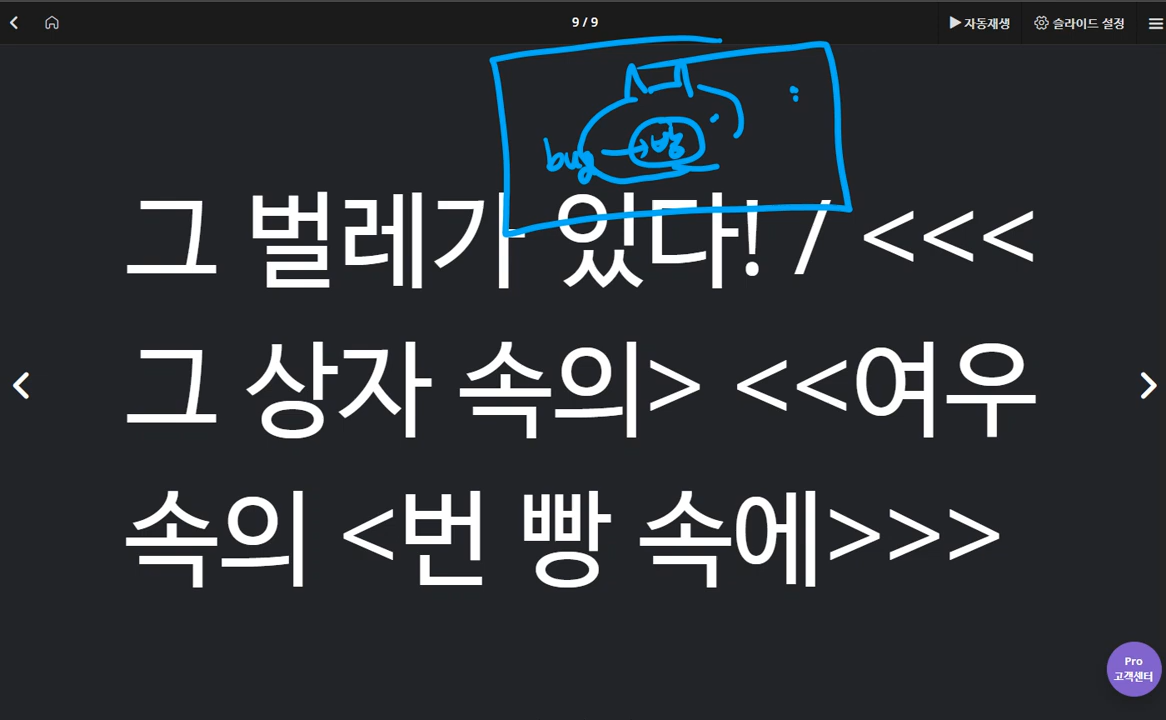 9 / 9
자동재생
슬라이드 설정
bug
빵
그 벌레가 있다! / <<<
그 상자 속의> <<여우
속의 <번 빵 속에>>>
Pro
고객센터